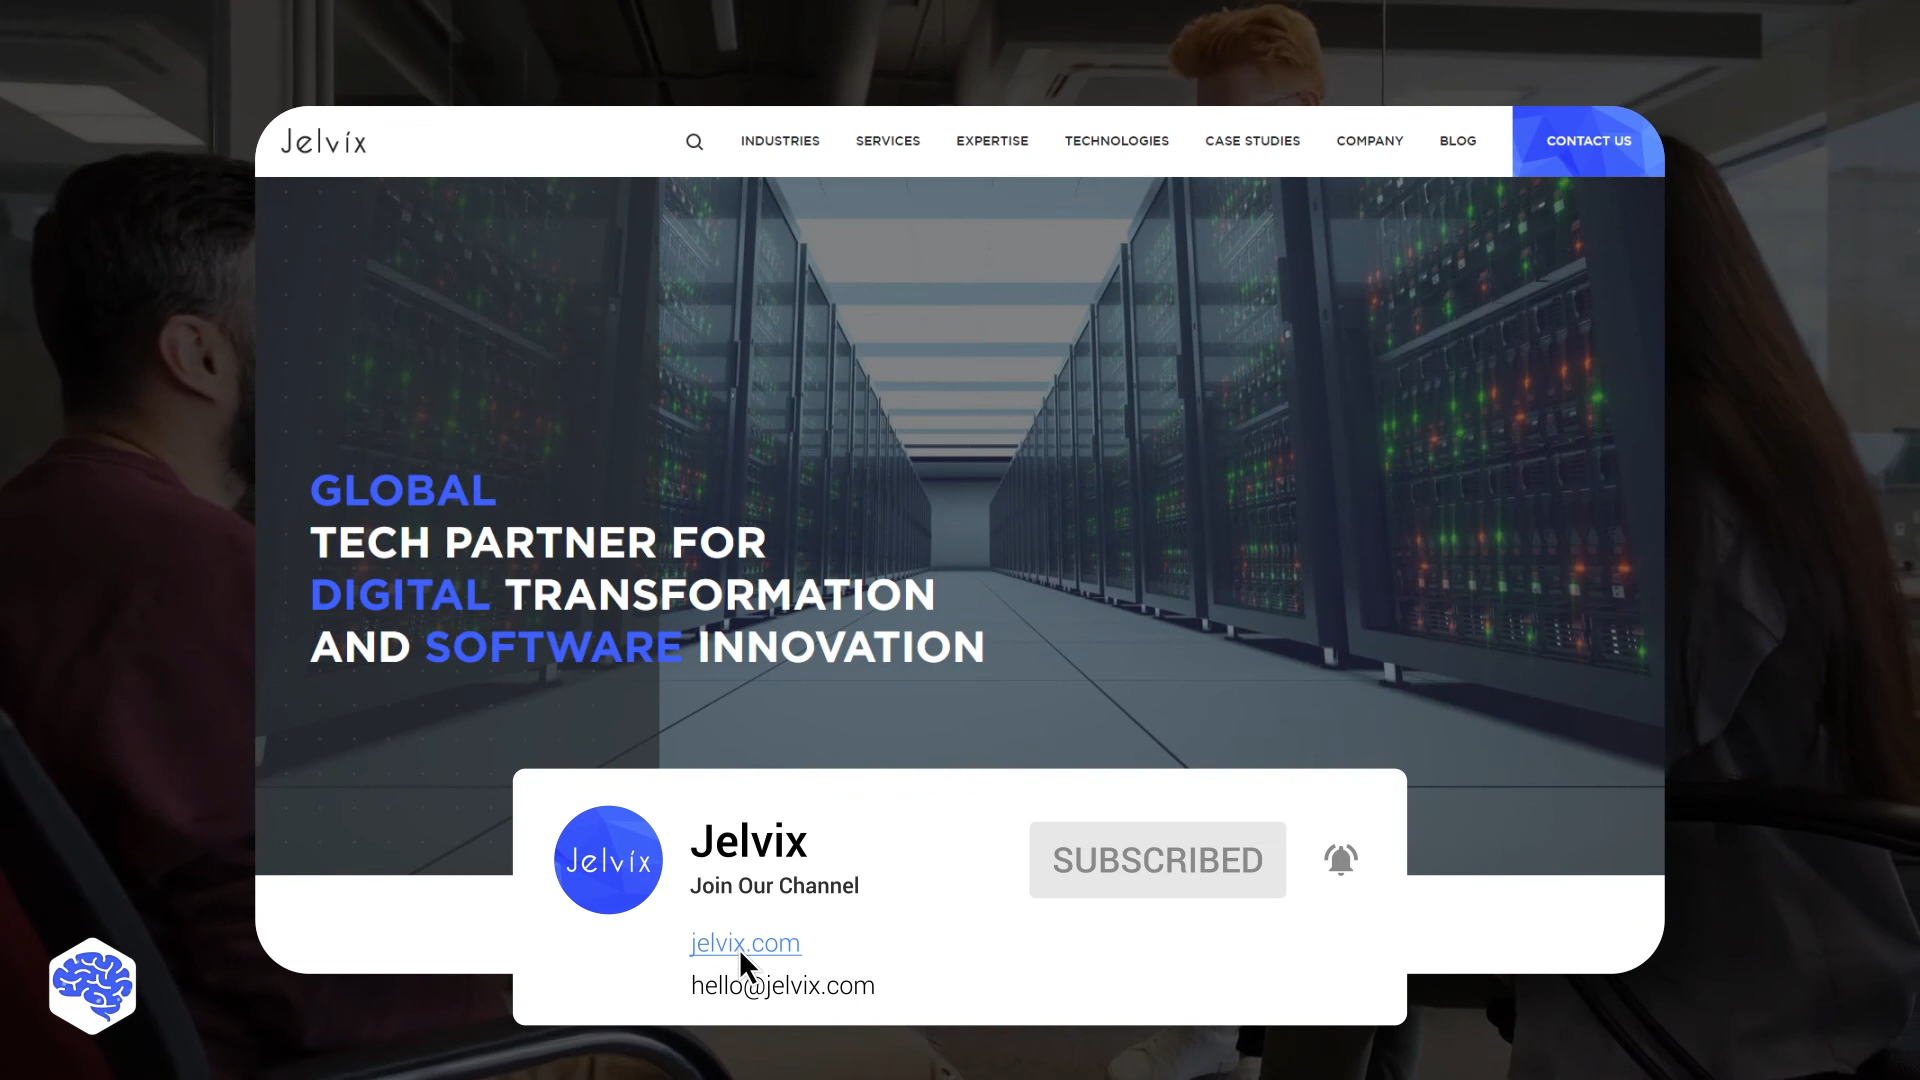 Jelvix
INDUSTRIES SERVICES EXPERTISE TECHNOLOGIES CASE STUDIES COMPANY BLOG CONTACT US
GLOBAL
TECH PARTNER FOR
DIGITAL TRANSFORMATION
AND SOFTWARE INNOVATION
Jelvix
Jelvix
Join Our Channel
SUBSCRIBED
jelvix.com
hello@jelvix.com